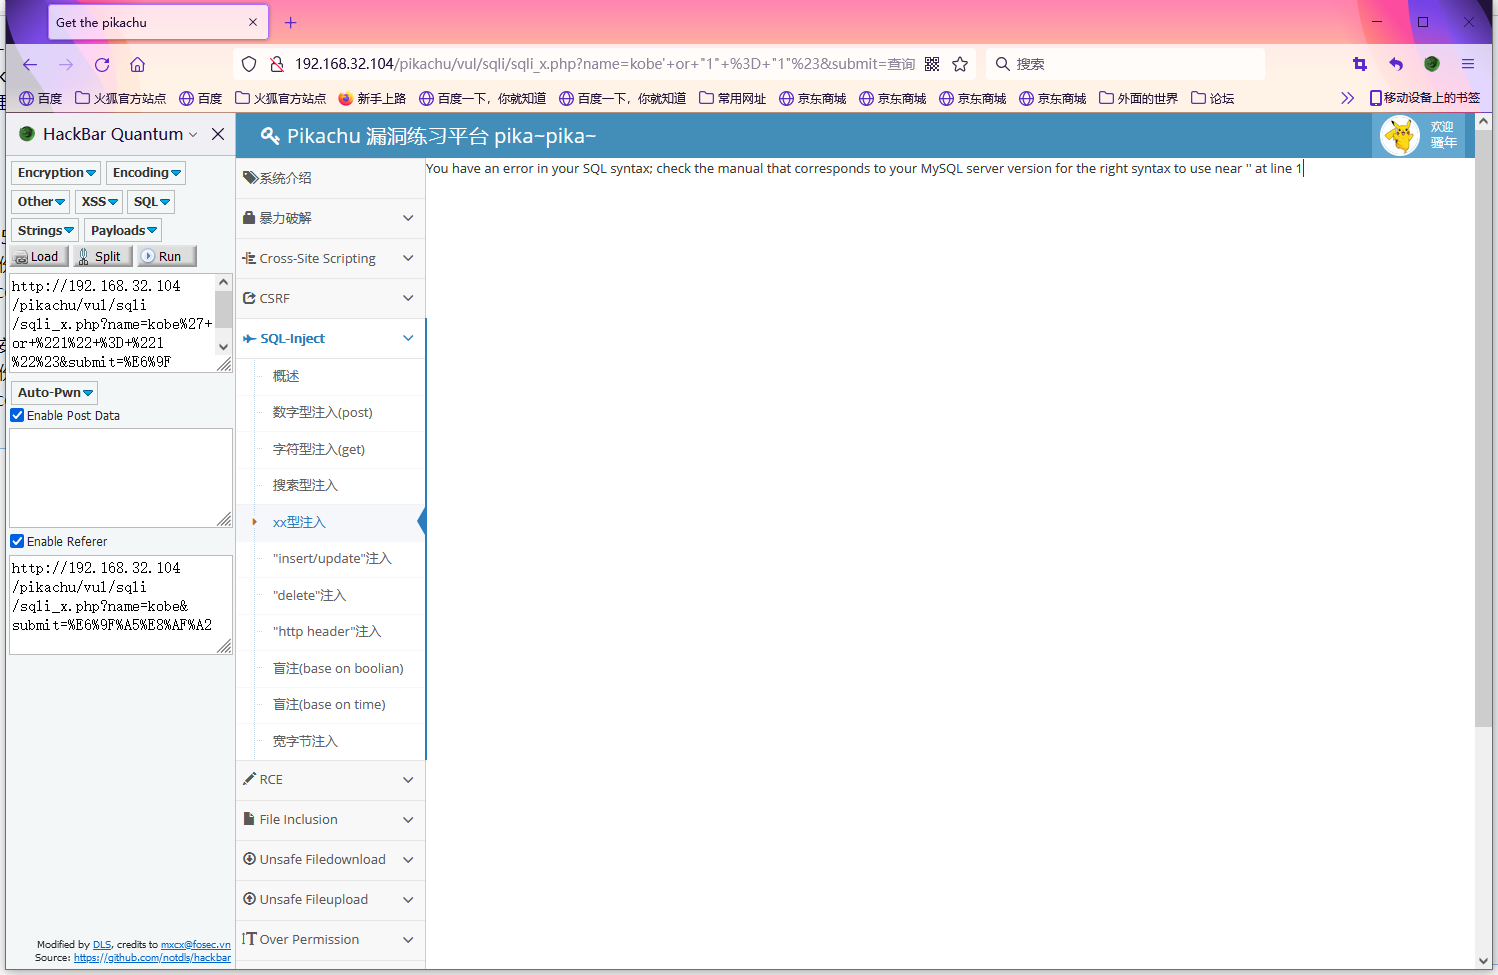 Get the pikachu
192.168.32.104/pikachu/vul/sqli/sqli_x.php?name=kobe'+or+"1"+%3D+"1"%23&submit=查询
搜索
百度 火狐官方站点 百度 火狐官方站点 新手上路 百度一下，你就知道 百度一下，你就知道 常用网址 京东商城 京东商城 京东商城 京东商城 外面的世界 论坛 移动设备上的书签
HackBar Quantum
Encryption Encoding
Other XSS SQL
Strings Payloads
Load Split Run
http://192.168.32.104
/pikachu/vul/sqli
/sqli_x.php?name=kobe%27+
or+%221%22+%3D+%221
%22%23&submit=%E6%9F
Auto-Pwn
Enable Post Data
Enable Referer
http://192.168.32.104
/pikachu/vul/sqli
/sqli_x.php?name=kobe&
submit=%E6%9F%A5%E8%AF%A2
Modified by DLS, credits to mxcx@fosec.vn
Source: https://github.com/notdls/hackbar
Pikachu 漏洞练习平台 pika~pika~
欢迎
骚年
系统介绍
暴力破解
Cross-Site Scripting
CSRF
SQL-Inject
概述
数字型注入(post)
字符型注入(get)
搜索型注入
xx型注入
"insert/update"注入
"delete"注入
"http header"注入
盲注(base on boolian)
盲注(base on time)
宽字节注入
RCE
File Inclusion
Unsafe Filedownload
Unsafe Fileupload
Over Permission
You have an error in your SQL syntax; check the manual that corresponds to your MySQL server version for the right syntax to use near '' at line 1